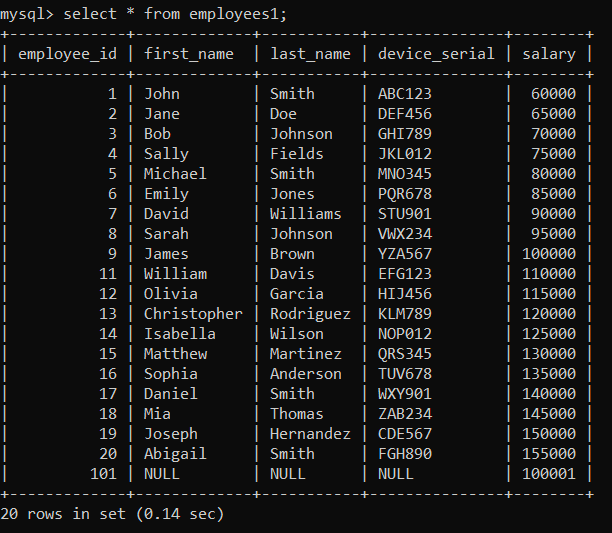 mysql> select * from employees1;
+-------------+-------------+-----------+---------------+--------+
| employee_id | first_name  | last_name | device_serial | salary |
+-------------+-------------+-----------+---------------+--------+
|           1 | John        | Smith     | ABC123        |  60000 |
|           2 | Jane        | Doe       | DEF456        |  65000 |
|           3 | Bob         | Johnson   | GHI789        |  70000 |
|           4 | Sally       | Fields    | JKL012        |  75000 |
|           5 | Michael     | Smith     | MNO345        |  80000 |
|           6 | Emily       | Jones     | PQR678        |  85000 |
|           7 | David       | Williams  | STU901        |  90000 |
|           8 | Sarah       | Johnson   | VWX234        |  95000 |
|           9 | James       | Brown     | YZA567        | 100000 |
|          11 | William     | Davis     | EFG123        | 110000 |
|          12 | Olivia      | Garcia    | HIJ456        | 115000 |
|          13 | Christopher | Rodriguez | KLM789        | 120000 |
|          14 | Isabella    | Wilson    | NOP012        | 125000 |
|          15 | Matthew     | Martinez  | QRS345        | 130000 |
|          16 | Sophia      | Anderson  | TUV678        | 135000 |
|          17 | Daniel      | Smith     | WXY901        | 140000 |
|          18 | Mia         | Thomas    | ZAB234        | 145000 |
|          19 | Joseph      | Hernandez | CDE567        | 150000 |
|          20 | Abigail     | Smith     | FGH890        | 155000 |
|         101 | NULL        | NULL      | NULL          | 100001 |
+-------------+-------------+-----------+---------------+--------+
20 rows in set (0.14 sec)